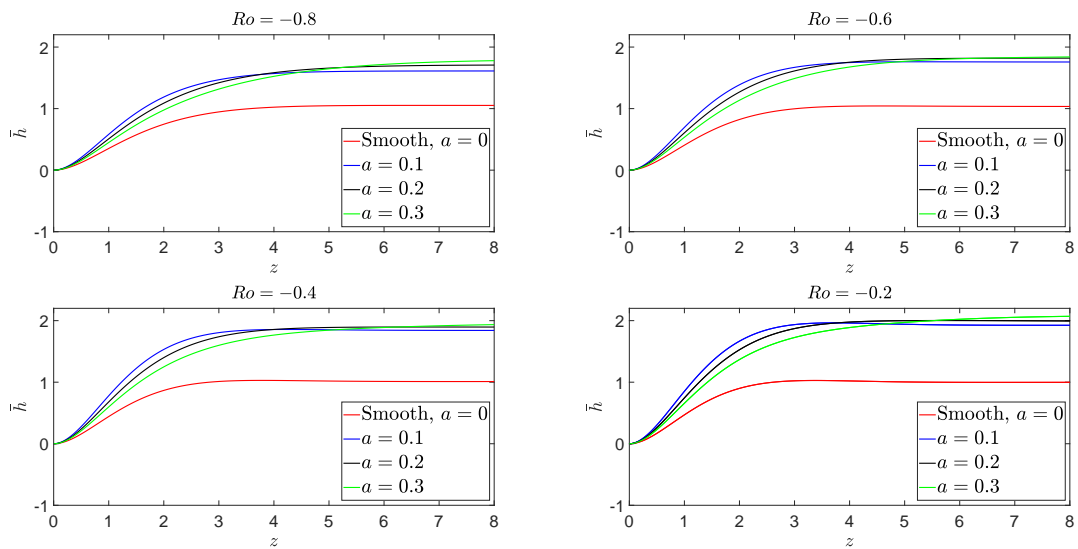 Ro = −0.8
2
1
0
-1
h̄
0 1 2 3 4 5 6 7 8
z
Smooth, a = 0
a = 0.1
a = 0.2
a = 0.3
Ro = −0.6
2
1
0
-1
h̄
0 1 2 3 4 5 6 7 8
z
Smooth, a = 0
a = 0.1
a = 0.2
a = 0.3
Ro = −0.4
2
1
0
-1
h̄
0 1 2 3 4 5 6 7 8
z
Smooth, a = 0
a = 0.1
a = 0.2
a = 0.3
Ro = −0.2
2
1
0
-1
h̄
0 1 2 3 4 5 6 7 8
z
Smooth, a = 0
a = 0.1
a = 0.2
a = 0.3